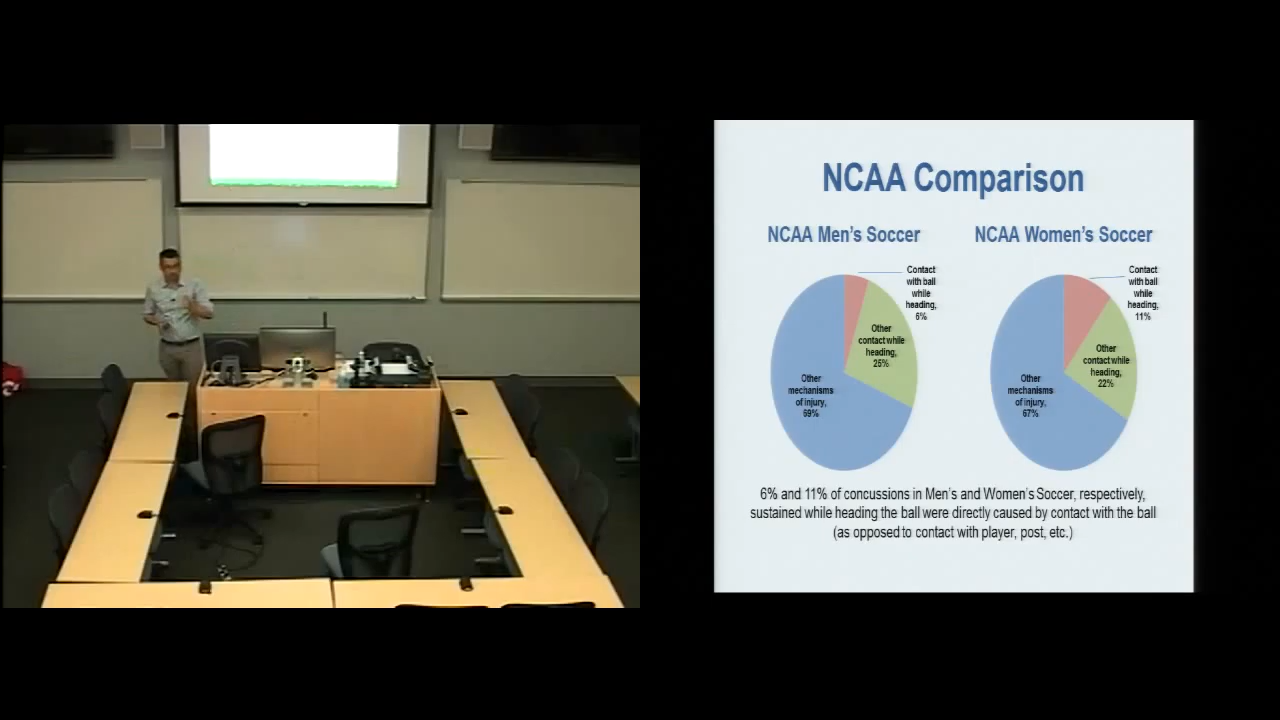 NCAA Comparison
NCAA Men's Soccer
NCAA Women's Soccer
Contact
with ball
while
heading,
6%
Other
contact while
heading,
25%
Other
mechanisms
of injury,
69%
Contact
with ball
while
heading,
11%
Other
contact while
heading,
22%
Other
mechanisms
of injury,
67%
6% and 11% of concussions in Men's and Women's Soccer, respectively,
sustained while heading the ball were directly caused by contact with the ball
(as opposed to contact with player, post, etc.)